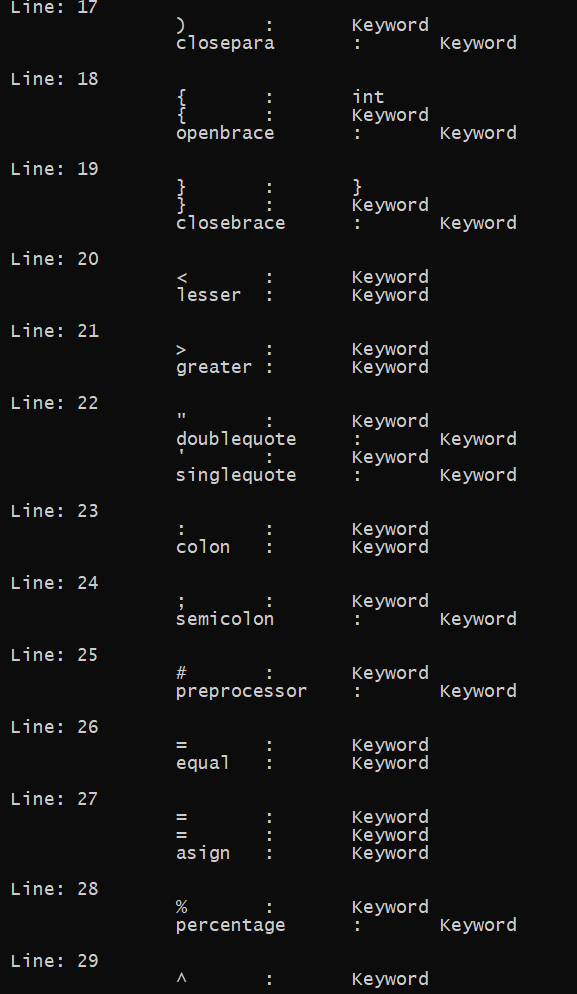 Line: 17
) : Keyword
closepara : Keyword
Line: 18
{ : int
{ : Keyword
openbrace : Keyword
Line: 19
} : }
} : Keyword
closebrace : Keyword
Line: 20
< : Keyword
lesser : Keyword
Line: 21
> : Keyword
greater : Keyword
Line: 22
" : Keyword
doublequote : Keyword
' : Keyword
singlequote : Keyword
Line: 23
: : Keyword
colon : Keyword
Line: 24
; : Keyword
semicolon : Keyword
Line: 25
# : Keyword
preprocessor : Keyword
Line: 26
= : Keyword
equal : Keyword
Line: 27
= : Keyword
= : Keyword
asign : Keyword
Line: 28
% : Keyword
percentage : Keyword
Line: 29
^ : Keyword